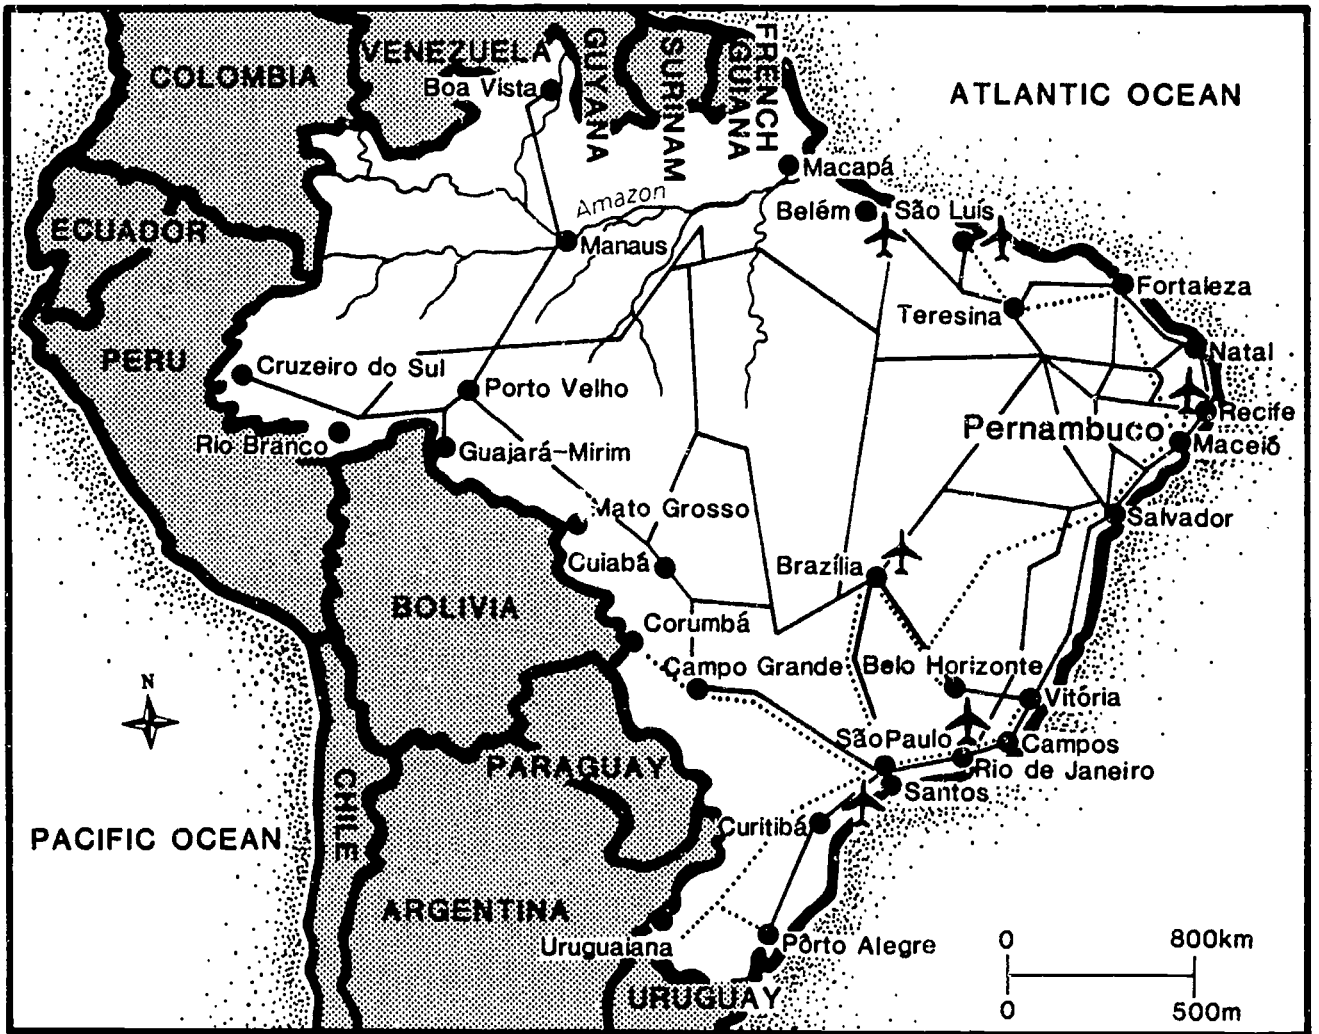 COLOMBIA
VENEZUELA
GUYANA
SURINAM
FRENCH
GUIANA
ATLANTIC OCEAN
Boa Vista
Macapá
Amazon
Belém
São Luís
ECUADOR
Manaus
Fortaleza
Teresina
PERU
Cruzeiro do Sul
Natal
Porto Velho
Recife
Rio Branco
Pernambuco
Maceió
Guajará-Mirim
Mato Grosso
Salvador
Cuiabá
Brazília
BOLIVIA
Corumbá
Campo Grande
Belo Horizonte
N
Vitória
São Paulo
Campos
PARAGUAY
Rio de Janeiro
CHILE
Santos
Curitibá
PACIFIC OCEAN
ARGENTINA
Uruguaiana
Pôrto Alegre
0 800km
URUGUAY
0 500m